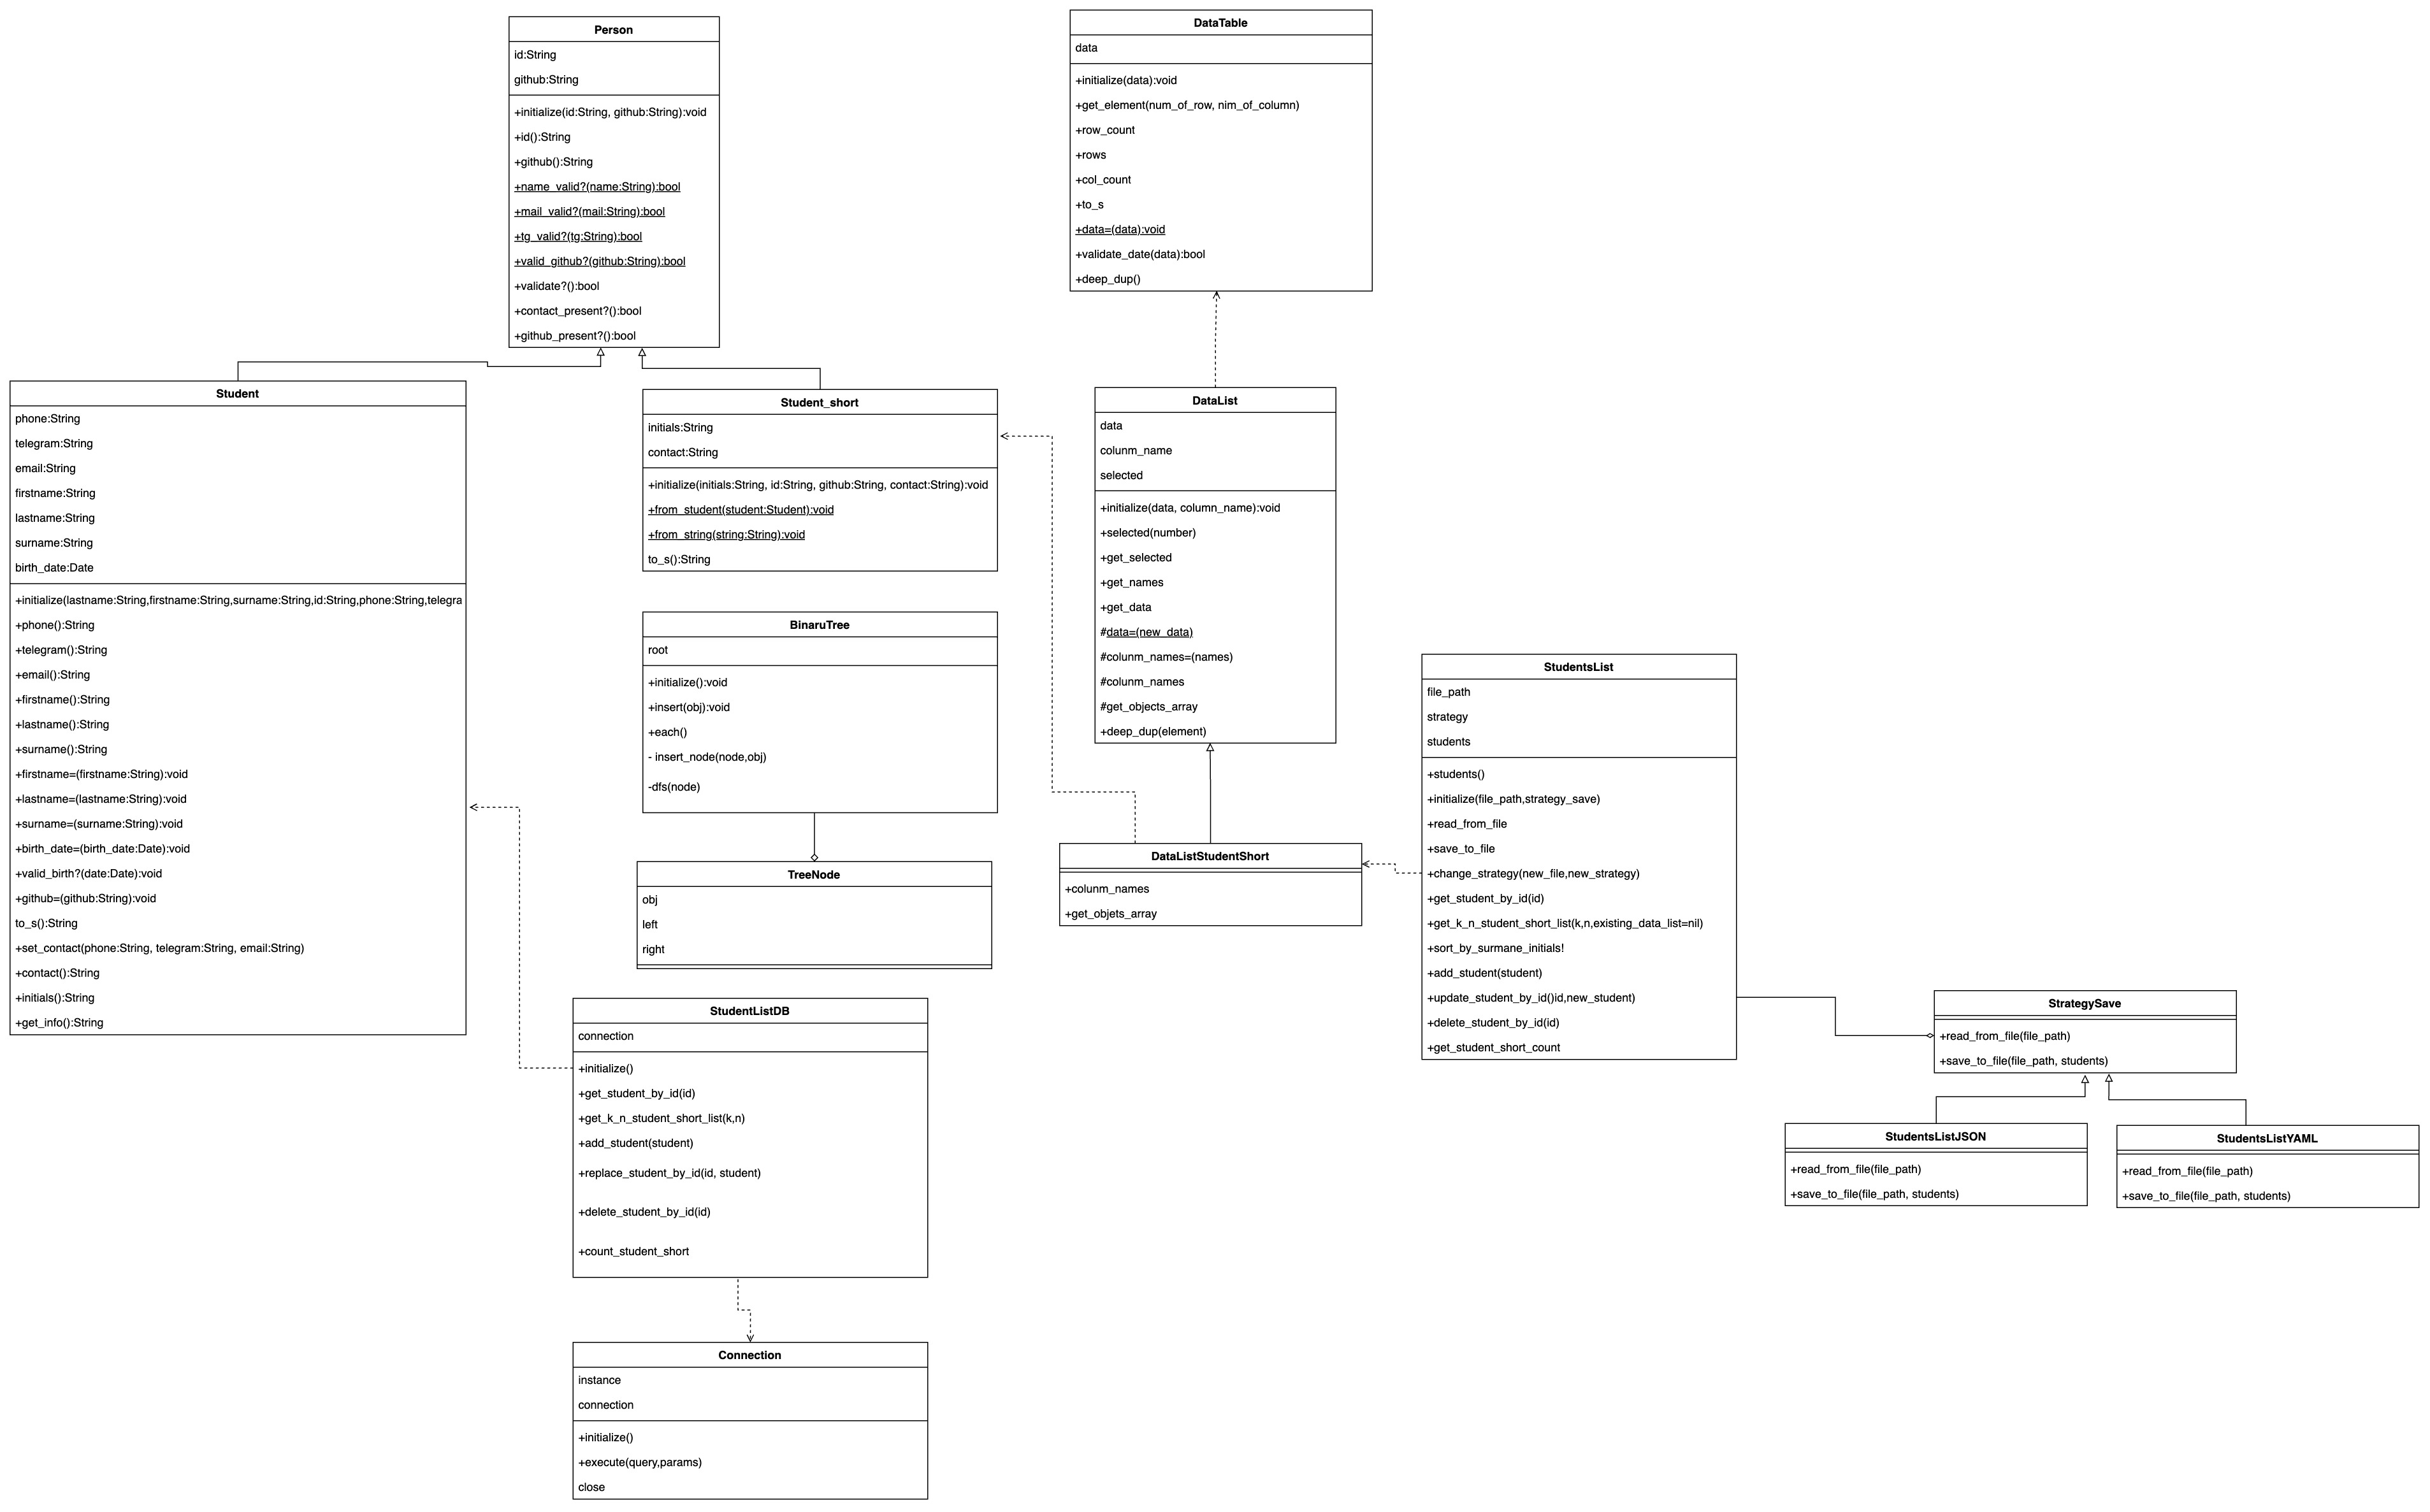 Person
id:String
github:String
+initialize(id:String, github:String):void
+id():String
+github():String
+name_valid?(name:String):bool
+mail_valid?(mail:String):bool
+tg_valid?(tg:String):bool
+valid_github?(github:String):bool
+validate?():bool
+contact_present?():bool
+github_present?():bool
DataTable
data
+initialize(data):void
+get_element(num_of_row, nim_of_column)
+row_count
+rows
+col_count
+to_s
+data=(data):void
+validate_date(data):bool
+deep_dup()
Student
phone:String
telegram:String
email:String
firstname:String
lastname:String
surname:String
birth_date:Date
+initialize(lastname:String,firstname:String,surname:String,id:String,phone:String,telegra
+phone():String
+telegram():String
+email():String
+firstname():String
+lastname():String
+surname():String
+firstname=(firstname:String):void
+lastname=(lastname:String):void
+surname=(surname:String):void
+birth_date=(birth_date:Date):void
+valid_birth?(date:Date):void
+github=(github:String):void
to_s():String
+set_contact(phone:String, telegram:String, email:String)
+contact():String
+initials():String
+get_info():String
Student_short
initials:String
contact:String
+initialize(initials:String, id:String, github:String, contact:String):void
+from_student(student:Student):void
+from_string(string:String):void
to_s():String
BinaruTree
root
+initialize():void
+insert(obj):void
+each()
- insert_node(node,obj)
-dfs(node)
TreeNode
obj
left
right
StudentListDB
connection
+initialize()
+get_student_by_id(id)
+get_k_n_student_short_list(k,n)
+add_student(student)
+replace_student_by_id(id, student)
+delete_student_by_id(id)
+count_student_short
Connection
instance
connection
+initialize()
+execute(query,params)
close
DataList
data
colunm_name
selected
+initialize(data, column_name):void
+selected(number)
+get_selected
+get_names
+get_data
#data=(new_data)
#colunm_names=(names)
#colunm_names
#get_objects_array
+deep_dup(element)
DataListStudentShort
+colunm_names
+get_objets_array
StudentsList
file_path
strategy
students
+students()
+initialize(file_path,strategy_save)
+read_from_file
+save_to_file
+change_strategy(new_file,new_strategy)
+get_student_by_id(id)
+get_k_n_student_short_list(k,n,existing_data_list=nil)
+sort_by_surmane_initials!
+add_student(student)
+update_student_by_id()id,new_student)
+delete_student_by_id(id)
+get_student_short_count
StrategySave
+read_from_file(file_path)
+save_to_file(file_path, students)
StudentsListJSON
+read_from_file(file_path)
+save_to_file(file_path, students)
StudentsListYAML
+read_from_file(file_path)
+save_to_file(file_path, students)